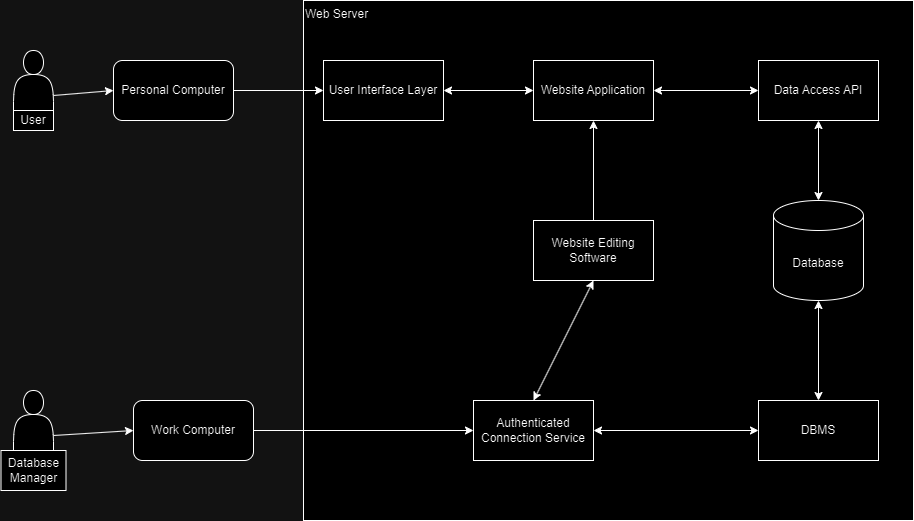 Web Server
User
Personal Computer
User Interface Layer
Website Application
Data Access API
Website Editing
Software
Database
Database
Manager
Work Computer
Authenticated
Connection Service
DBMS